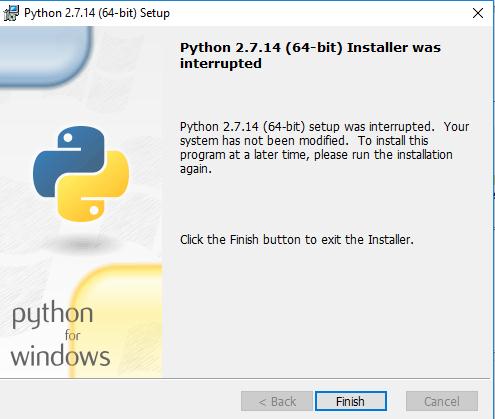 Python 2.7.14 (64-bit) Setup
Python 2.7.14 (64-bit) Installer was
interrupted
Python 2.7.14 (64-bit) setup was interrupted.  Your
system has not been modified.  To install this
program at a later time, please run the installation
again.
Click the Finish button to exit the Installer.
python
for
windows
< Back
Finish
Cancel